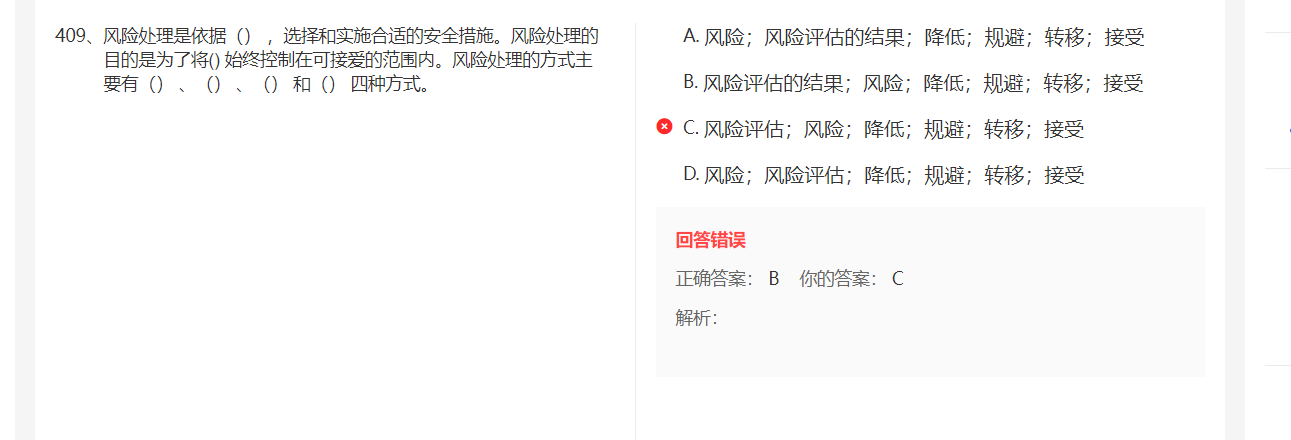 409、风险处理是依据（），选择和实施合适的安全措施。风险处理的
目的是为了将() 始终控制在可接爱的范围内。风险处理的方式主
要有（） 、（） 、（） 和（） 四种方式。
A. 风险；风险评估的结果；降低；规避；转移；接受
B. 风险评估的结果；风险；降低；规避；转移；接受
C. 风险评估；风险；降低；规避；转移；接受
D. 风险；风险评估；降低；规避；转移；接受
回答错误
正确答案： B 你的答案： C
解析：